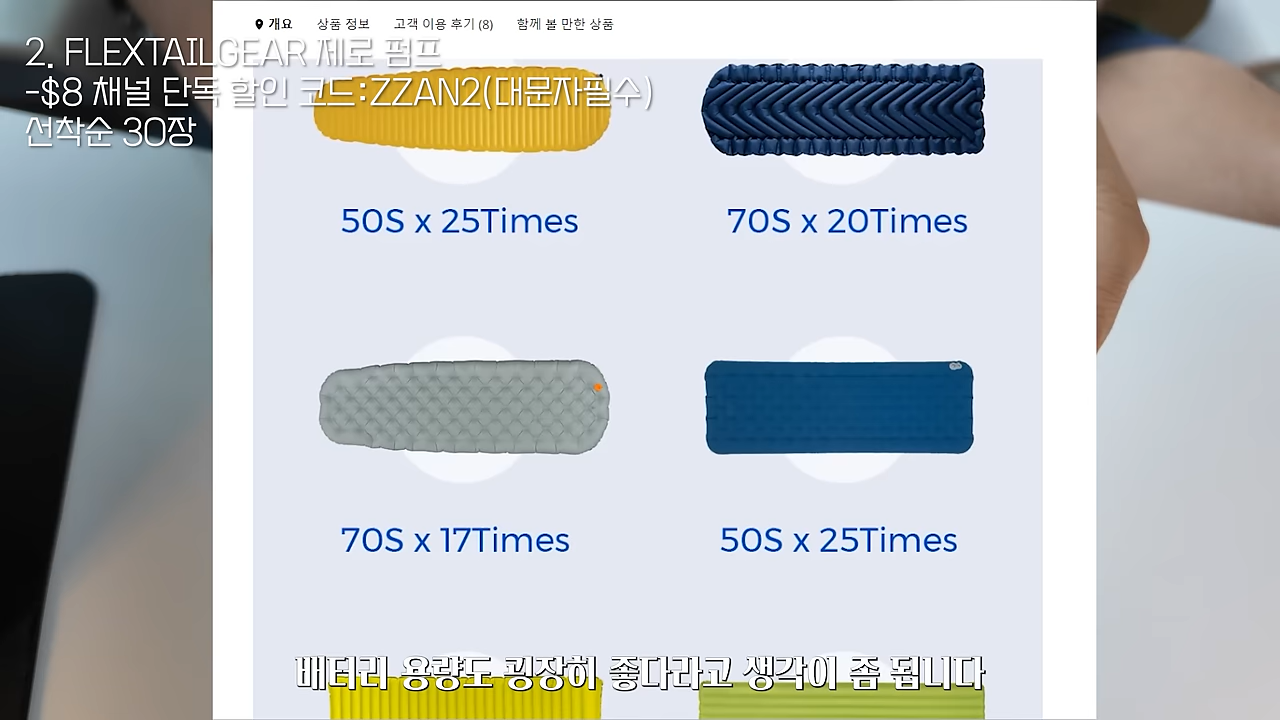 개요 상품 정보 고객 이용 후기 (8) 함께 볼 만한 상품
2. FLEXTAILGEAR 제로 펌프
-$8 채널 단독 할인 코드:ZZAN2(대문자필수)
선착순 30장
50S x 25Times
70S x 20Times
70S x 17Times
50S x 25Times
배터리 용량도 굉장히 좋다라고 생각이 좀 됩니다